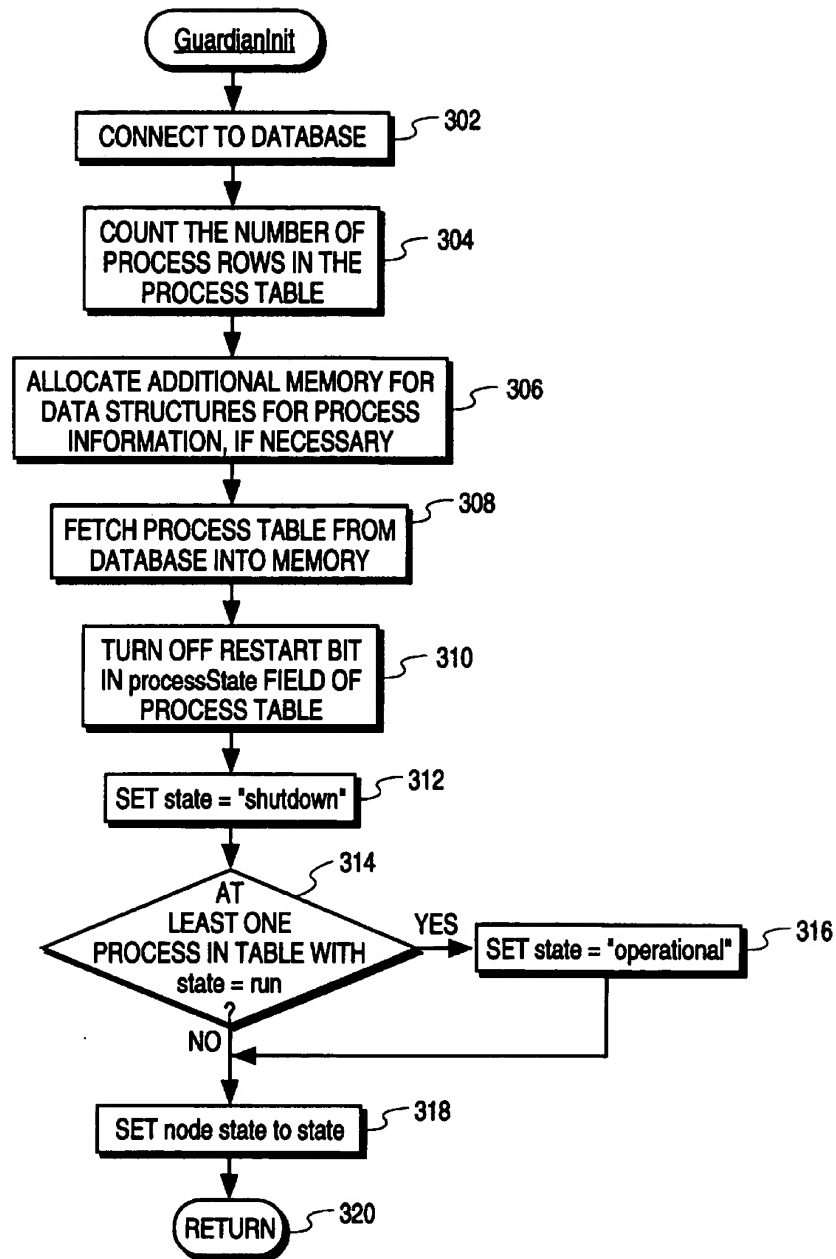 GuardianInit
CONNECT TO DATABASE
302
COUNT THE NUMBER OF
PROCESS ROWS IN THE
PROCESS TABLE
304
ALLOCATE ADDITIONAL MEMORY FOR
DATA STRUCTURES FOR PROCESS
INFORMATION, IF NECESSARY
306
FETCH PROCESS TABLE FROM
DATABASE INTO MEMORY
308
TURN OFF RESTART BIT
IN processState FIELD OF
PROCESS TABLE
310
SET state = "shutdown"
312
314
AT
LEAST ONE
PROCESS IN TABLE WITH
state = run
?
YES
SET state = "operational"
316
NO
SET node state to state
318
RETURN
320